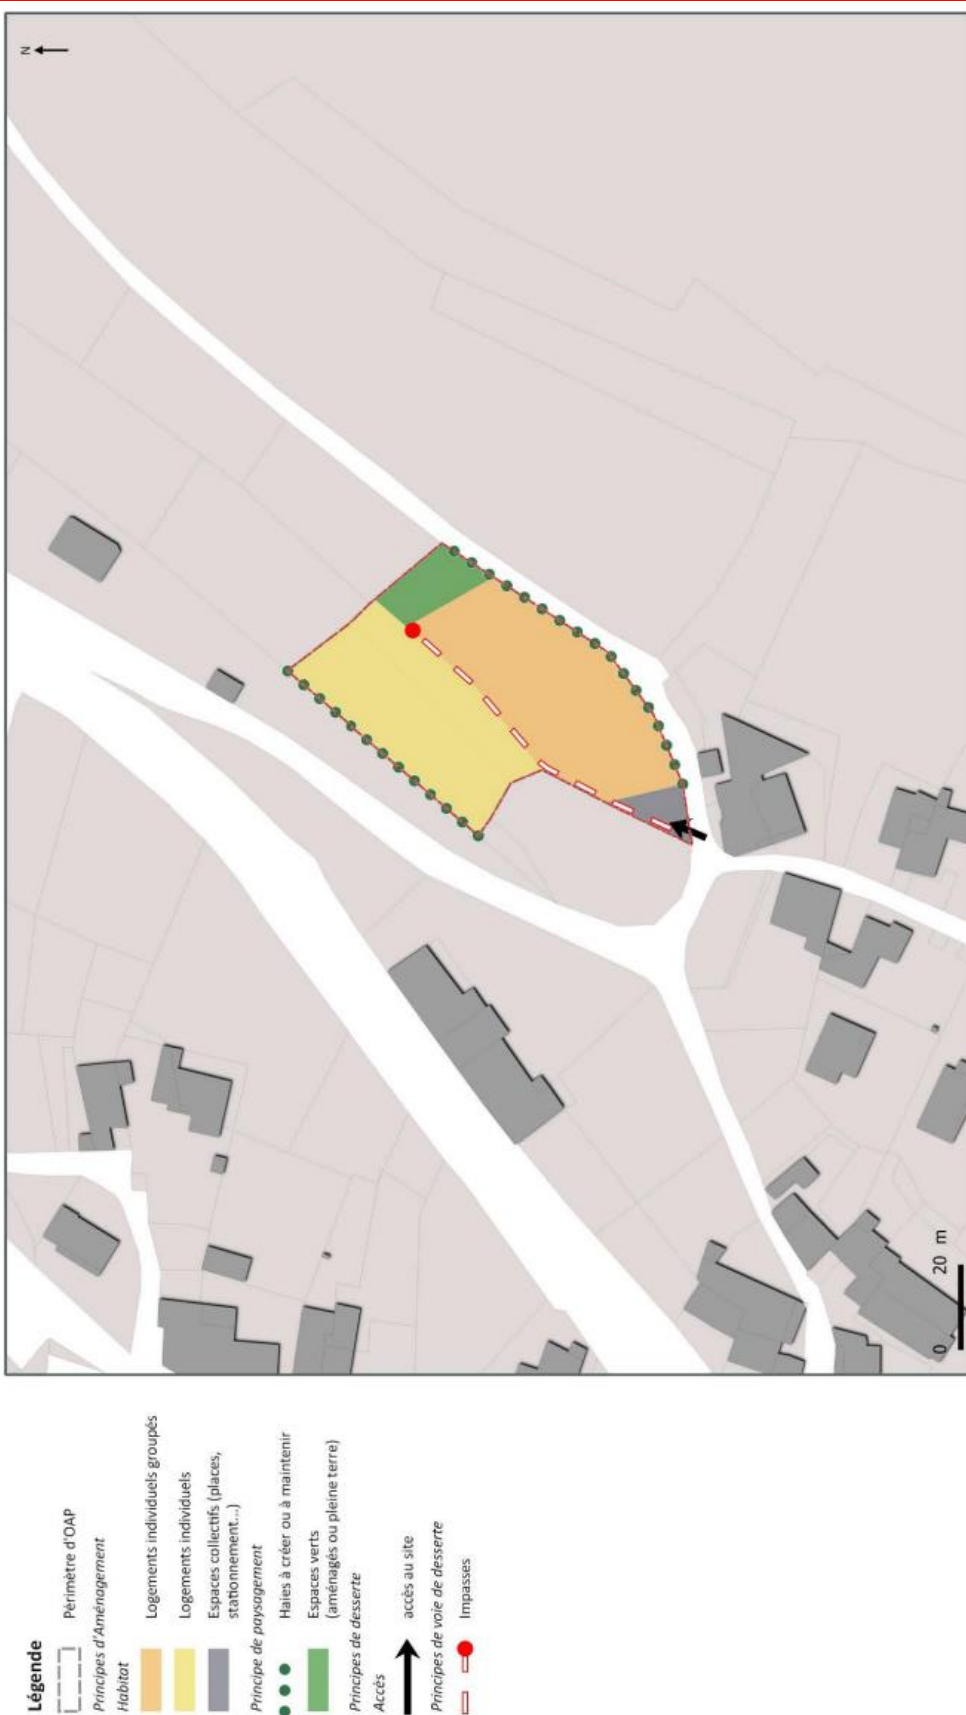 Légende
Périmètre d'OAP
Principes d'Aménagement
Habitat
Logements individuels groupés
Logements individuels
Espaces collectifs (places,
stationnement...)
Principe de paysagement
Haies à créer ou à maintenir
Espaces verts
(aménagés ou pleine terre)
Principes de desserte
Accès
accès au site
Principes de voie de desserte
Impasses
N
0 20 m